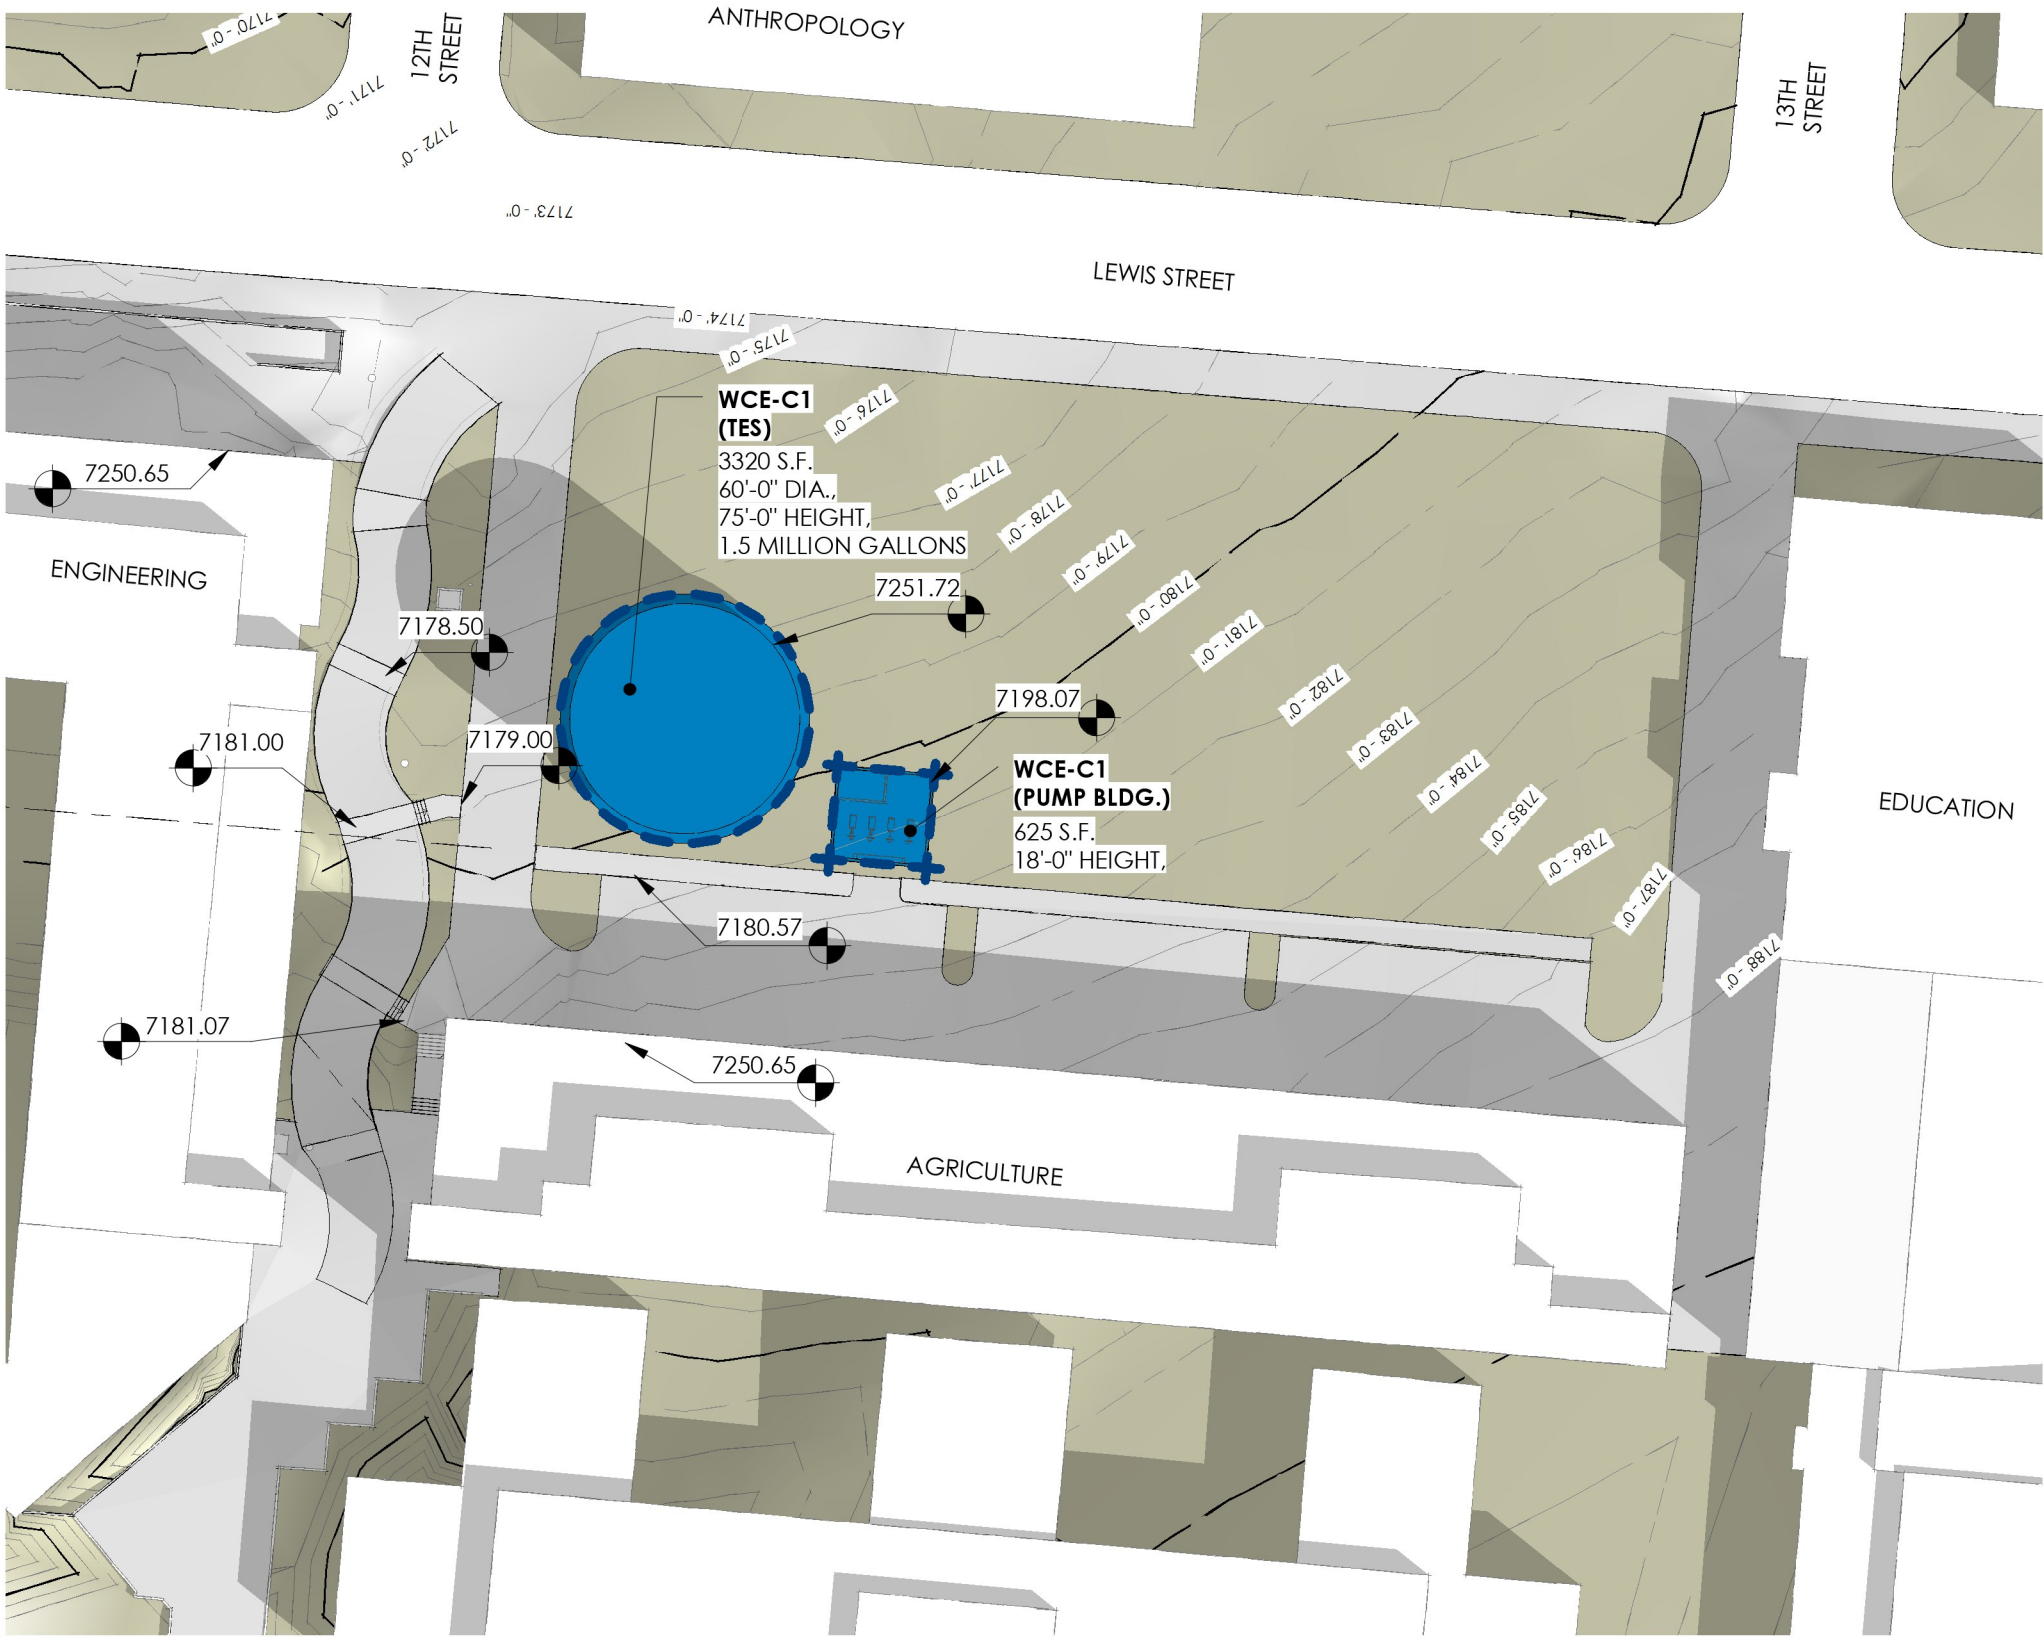 ANTHROPOLOGY
7170' - 0"
12TH
STREET
7171' - 0"
13TH
STREET
7172' - 0"
7173' - 0"
LEWIS STREET
7174' - 0"
7175' - 0"
WCE-C1
(TES)
3320 S.F.
60'-0" DIA.,
75'-0" HEIGHT,
1.5 MILLION GALLONS
7176' - 0"
7177' - 0"
7178' - 0"
7179' - 0"
7180' - 0"
7181' - 0"
7182' - 0"
7183' - 0"
7184' - 0"
7185' - 0"
7186' - 0"
7187' - 0"
7188' - 0"
7250.65
ENGINEERING
7251.72
7178.50
7198.07
7181.00
7179.00
WCE-C1
(PUMP BLDG.)
625 S.F.
18'-0" HEIGHT,
EDUCATION
7180.57
7181.07
7250.65
AGRICULTURE